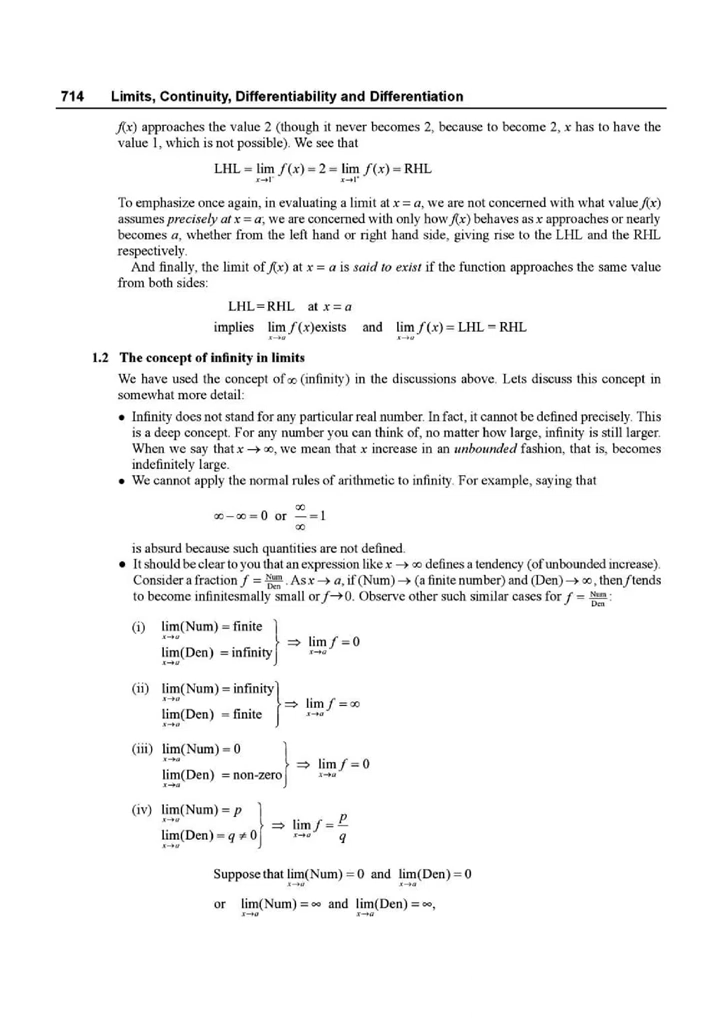 714 Limits, Continuity, Differentiability and Differentiation
f(x) approaches the value 2 (though it never becomes 2, because to become 2, x has to have the
value 1, which is not possible). We see that
LHL = lim f(x) = 2 = lim f(x) = RHL
x→1⁻ x→1⁺
To emphasize once again, in evaluating a limit at x = a, we are not concerned with what value f(x)
assumes precisely at x = a; we are concerned with only how f(x) behaves as x approaches or nearly
becomes a, whether from the left hand or right hand side, giving rise to the LHL and the RHL
respectively.
And finally, the limit of f(x) at x = a is said to exist if the function approaches the same value
from both sides:
LHL = RHL at x = a
implies lim f(x)exists and lim f(x) = LHL = RHL
x→a x→a
1.2 The concept of infinity in limits
We have used the concept of ∞ (infinity) in the discussions above. Lets discuss this concept in
somewhat more detail:
• Infinity does not stand for any particular real number. In fact, it cannot be defined precisely. This
is a deep concept. For any number you can think of, no matter how large, infinity is still larger.
When we say that x → ∞, we mean that x increase in an unbounded fashion, that is, becomes
indefinitely large.
• We cannot apply the normal rules of arithmetic to infinity. For example, saying that
∞ – ∞ = 0 or ∞/∞ = 1
is absurd because such quantities are not defined.
• It should be clear to you that an expression like x → ∞ defines a tendency (of unbounded increase).
Consider a fraction f = Num/Den. As x → a, if (Num) → (a finite number) and (Den) → ∞, then f tends
to become infinitesmally small or f→0. Observe other such similar cases for f = Num/Den:
(i) lim(Num) = finite
x→a
lim(Den) = infinity ⇒ lim f = 0
x→a x→a
(ii) lim(Num) = infinity
x→a
lim(Den) = finite ⇒ lim f = ∞
x→a x→a
(iii) lim(Num) = 0
x→a
lim(Den) = non-zero ⇒ lim f = 0
x→a x→a
(iv) lim(Num) = p
x→a
lim(Den) = q ≠ 0 ⇒ lim f = p/q
x→a x→a
Suppose that lim(Num) = 0 and lim(Den) = 0
x→a x→a
or lim(Num) = ∞ and lim(Den) = ∞,
x→a x→a